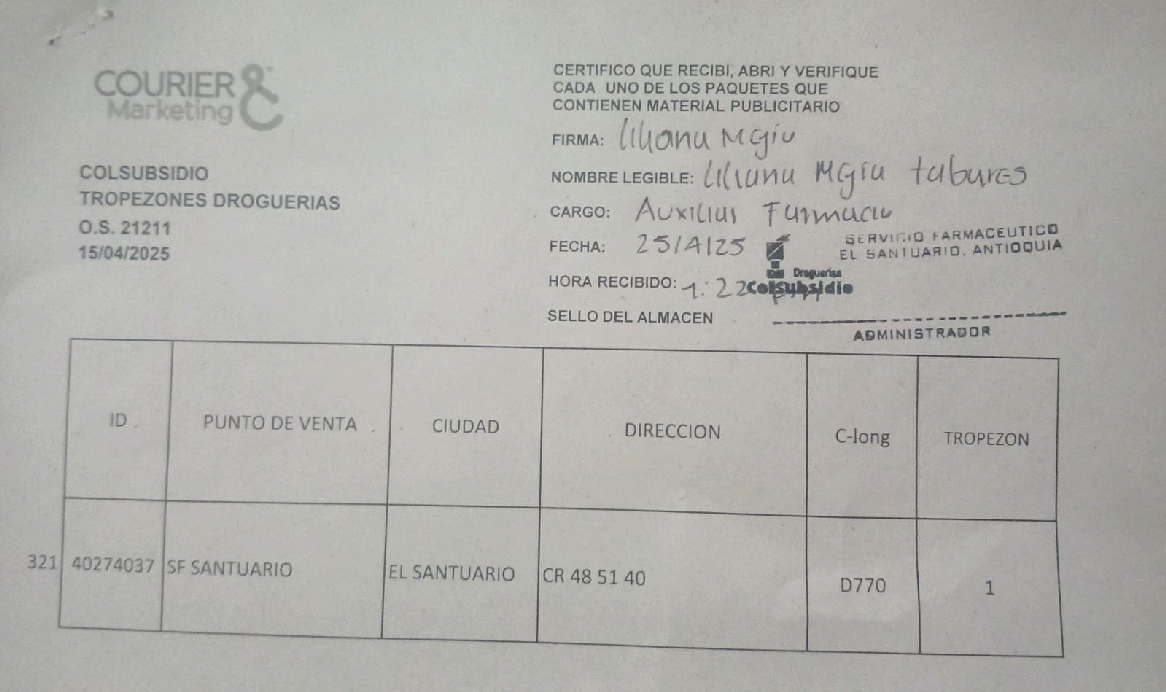 COURIER &
Marketing
COLSUBSIDIO
TROPEZONES DROGUERIAS
O.S. 21211
15/04/2025
CERTIFICO QUE RECIBI, ABRI Y VERIFIQUE
CADA UNO DE LOS PAQUETES QUE
CONTIENEN MATERIAL PUBLICITARIO
FIRMA: Liliana Mgia
NOMBRE LEGIBLE: Liliana Mgia tabures
CARGO: Auxiliar Farmacia
FECHA: 25/4/25
SERVICIO FARMACEUTICO
EL SANTUARIO, ANTIOQUIA
Droguerías
Colsubsidio
HORA RECIBIDO: 1:22
SELLO DEL ALMACEN
ADMINISTRADOR
ID PUNTO DE VENTA CIUDAD DIRECCION C-long TROPEZON
321 40274037 SF SANTUARIO EL SANTUARIO CR 48 51 40 D770 1